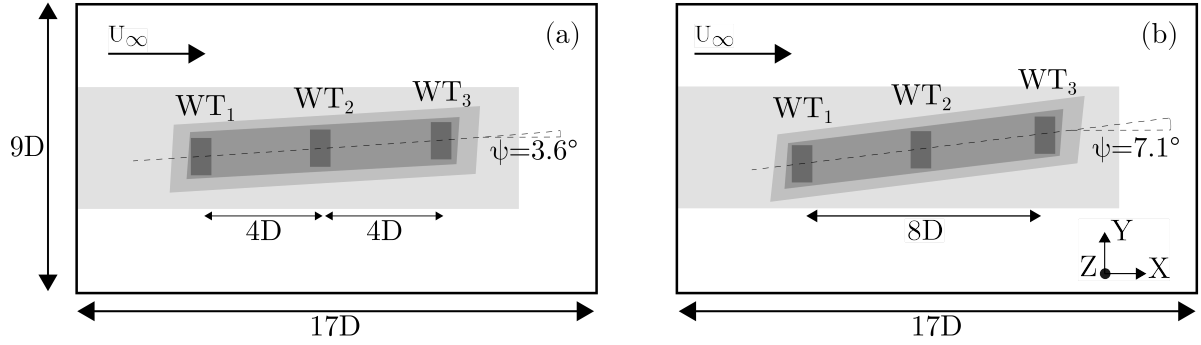 U∞ (a)
WT1 WT2 WT3
9D
ψ=3.6°
4D 4D
17D
U∞ (b)
WT1 WT2 WT3
ψ=7.1°
8D
Y
Z X
17D